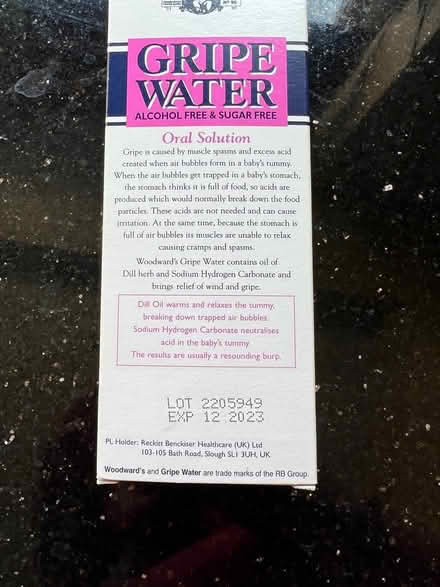 GRIPE
WATER
ALCOHOL FREE & SUGAR FREE
Oral Solution
Gripe is caused by muscle spasms and excess acid
created when air bubbles form in a baby's tummy.
When the air bubbles get trapped in a baby's stomach,
the stomach thinks it is full of food, so acids are
produced which would normally break down the food
particles. These acids are not needed and can cause
irritation. At the same time, because the stomach is
full of air bubbles its muscles are unable to relax
causing cramps and spasms.
Woodward's Gripe Water contains oil of
Dill herb and Sodium Hydrogen Carbonate and
brings relief of wind and gripe.
Dill Oil warms and relaxes the tummy,
breaking down trapped air bubbles.
Sodium Hydrogen Carbonate neutralises
acid in the baby's tummy
The results are usually a resounding burp.
LOT 2205949
EXP 12 2023
PL Holder: Reckitt Benckiser Healthcare (UK) Ltd
103-105 Bath Road, Slough SL1 3UH, UK
Woodward's and Gripe Water are trade marks of the RB Group.